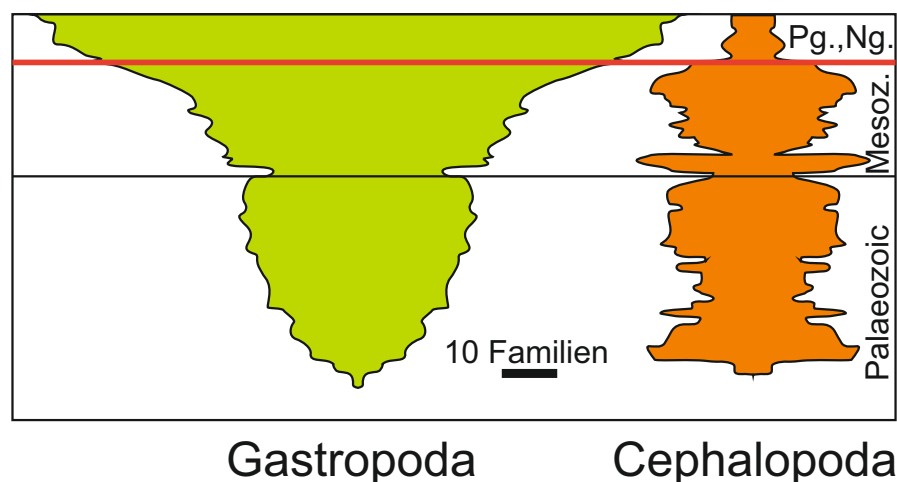 Pg.,Ng.
Mesoz.
Palaeozoic
10 Familien
Gastropoda
Cephalopoda